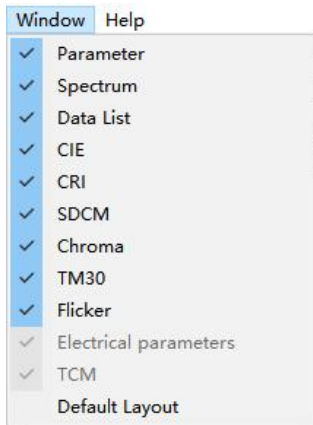 Window Help
Parameter
Spectrum
Data List
CIE
CRI
SDCM
Chroma
TM30
Flicker
Electrical parameters
TCM
Default Layout